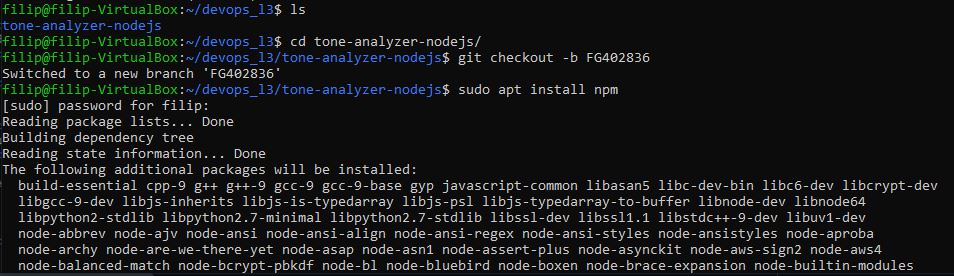 filip@filip-VirtualBox:~/devops_l3$ ls
tone-analyzer-nodejs
filip@filip-VirtualBox:~/devops_l3$ cd tone-analyzer-nodejs/
filip@filip-VirtualBox:~/devops_l3/tone-analyzer-nodejs$ git checkout -b FG402836
Switched to a new branch 'FG402836'
filip@filip-VirtualBox:~/devops_l3/tone-analyzer-nodejs$ sudo apt install npm
[sudo] password for filip:
Reading package lists... Done
Building dependency tree
Reading state information... Done
The following additional packages will be installed:
  build-essential cpp-9 g++ g++-9 gcc-9 gcc-9-base gyp javascript-common libasan5 libc-dev-bin libc6-dev libcrypt-dev
  libgcc-9-dev libjs-inherits libjs-is-typedarray libjs-psl libjs-typedarray-to-buffer libnode-dev libnode64
  libpython2-stdlib libpython2.7-minimal libpython2.7-stdlib libssl-dev libssl1.1 libstdc++-9-dev libuv1-dev
  node-abbrev node-ajv node-ansi node-ansi-align node-ansi-regex node-ansi-styles node-ansistyles node-aproba
  node-archy node-are-we-there-yet node-asap node-asn1 node-assert-plus node-asynckit node-aws-sign2 node-aws4
  node-balanced-match node-bcrypt-pbkdf node-bl node-bluebird node-boxen node-brace-expansion node-builtin-modules